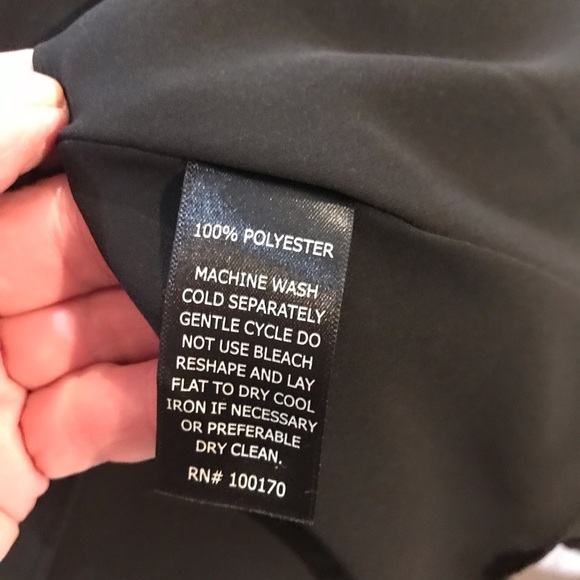 100% POLYESTER
MACHINE WASH
COLD SEPARATELY
GENTLE CYCLE DO
NOT USE BLEACH
RESHAPE AND LAY
FLAT TO DRY COOL
IRON IF NECESSARY
OR PREFERABLE
DRY CLEAN.
RN# 100170